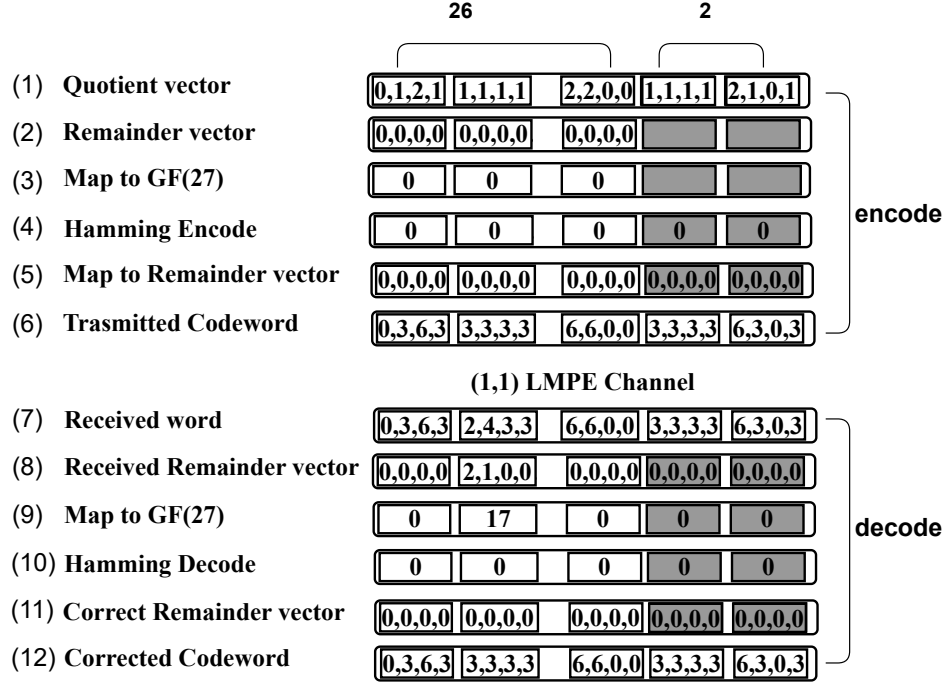 26 2
(1) Quotient vector 0,1,2,1 1,1,1,1 2,2,0,0 1,1,1,1 2,1,0,1
(2) Remainder vector 0,0,0,0 0,0,0,0 0,0,0,0
(3) Map to GF(27) 0 0 0
encode
(4) Hamming Encode 0 0 0 0 0
(5) Map to Remainder vector 0,0,0,0 0,0,0,0 0,0,0,0 0,0,0,0 0,0,0,0
(6) Trasmitted Codeword 0,3,6,3 3,3,3,3 6,6,0,0 3,3,3,3 6,3,0,3
(1,1) LMPE Channel
(7) Received word 0,3,6,3 2,4,3,3 6,6,0,0 3,3,3,3 6,3,0,3
(8) Received Remainder vector 0,0,0,0 2,1,0,0 0,0,0,0 0,0,0,0 0,0,0,0
(9) Map to GF(27) 0 17 0 0 0
decode
(10) Hamming Decode 0 0 0 0 0
(11) Correct Remainder vector 0,0,0,0 0,0,0,0 0,0,0,0 0,0,0,0 0,0,0,0
(12) Corrected Codeword 0,3,6,3 3,3,3,3 6,6,0,0 3,3,3,3 6,3,0,3